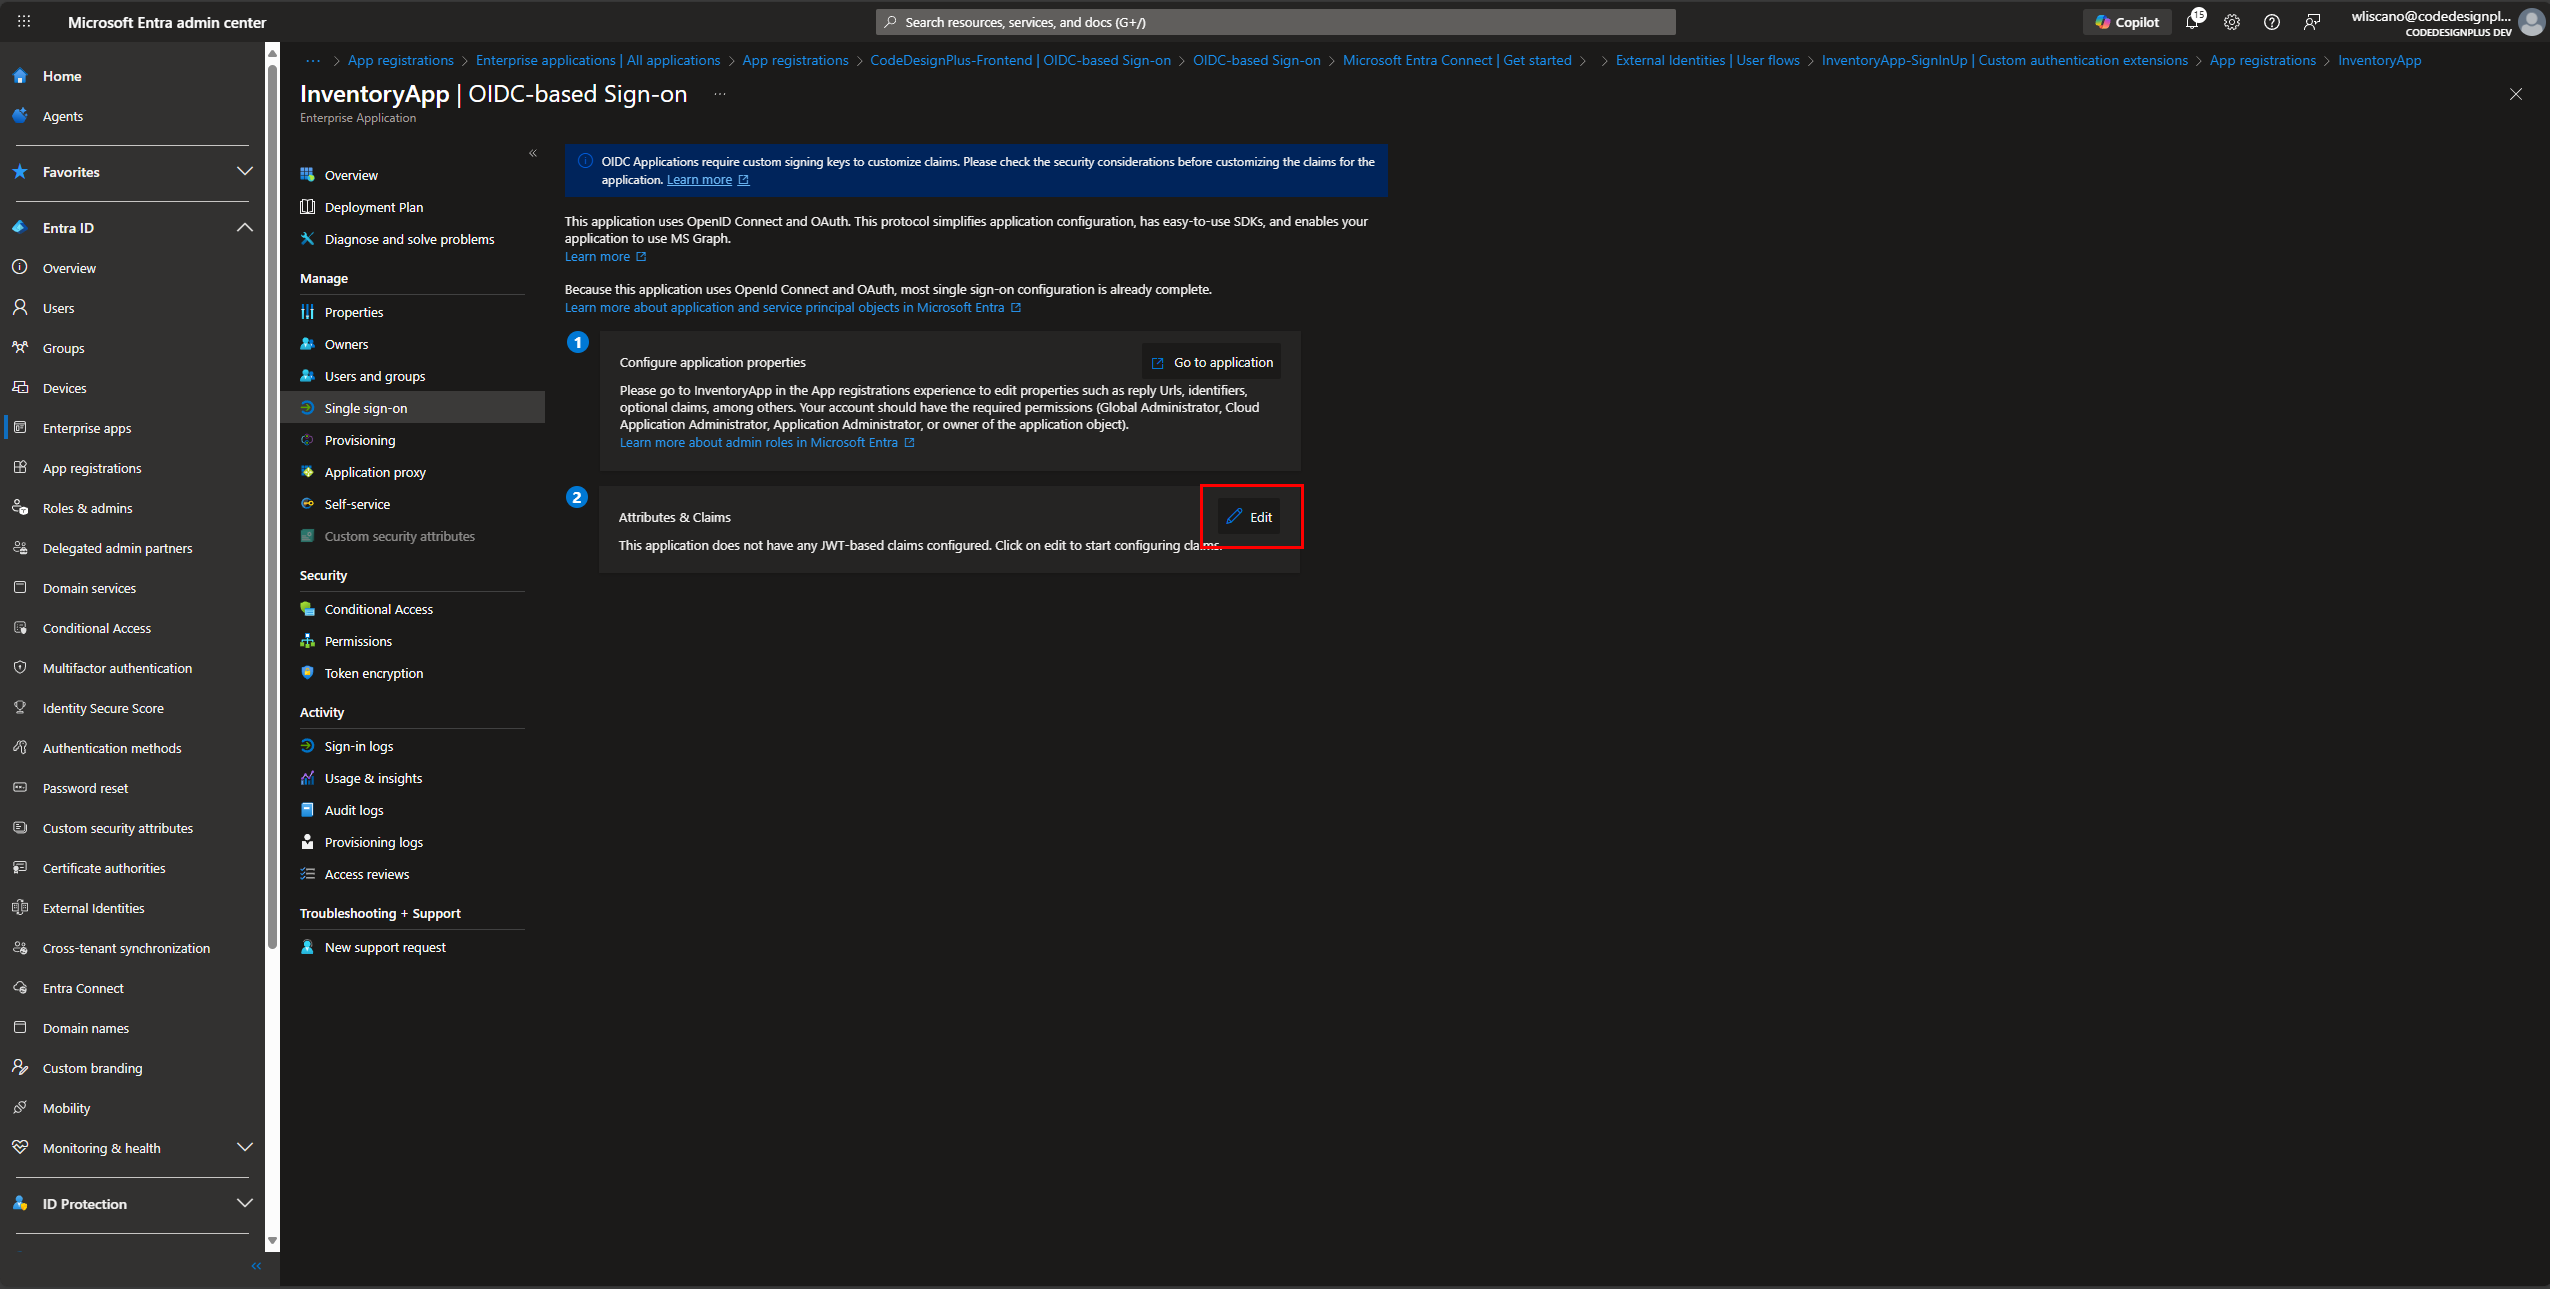 Microsoft Entra admin center
Search resources, services, and docs (G+/)
Copilot
15
wliscano@codedesignpl...
CODEDESIGNPLUS DEV
Home
Agents
Favorites
Entra ID
Overview
Users
Groups
Devices
Enterprise apps
App registrations
Roles & admins
Delegated admin partners
Domain services
Conditional Access
Multifactor authentication
Identity Secure Score
Authentication methods
Password reset
Custom security attributes
Certificate authorities
External Identities
Cross-tenant synchronization
Entra Connect
Domain names
Custom branding
Mobility
Monitoring & health
ID Protection
... > App registrations > Enterprise applications | All applications > App registrations > CodeDesignPlus-Frontend | OIDC-based Sign-on > OIDC-based Sign-on > Microsoft Entra Connect | Get started > > External Identities | User flows > InventoryApp-SignInUp | Custom authentication extensions > App registrations > InventoryApp
InventoryApp | OIDC-based Sign-on ...
Enterprise Application
Overview
Deployment Plan
Diagnose and solve problems
Manage
Properties
Owners
Users and groups
Single sign-on
Provisioning
Application proxy
Self-service
Custom security attributes
Security
Conditional Access
Permissions
Token encryption
Activity
Sign-in logs
Usage & insights
Audit logs
Provisioning logs
Access reviews
Troubleshooting + Support
New support request
OIDC Applications require custom signing keys to customize claims. Please check the security considerations before customizing the claims for the
application. Learn more
This application uses OpenID Connect and OAuth. This protocol simplifies application configuration, has easy-to-use SDKs, and enables your
application to use MS Graph.
Learn more
Because this application uses OpenId Connect and OAuth, most single sign-on configuration is already complete.
Learn more about application and service principal objects in Microsoft Entra
1
Configure application properties
Go to application
Please go to InventoryApp in the App registrations experience to edit properties such as reply Urls, identifiers,
optional claims, among others. Your account should have the required permissions (Global Administrator, Cloud
Application Administrator, Application Administrator, or owner of the application object).
Learn more about admin roles in Microsoft Entra
2
Attributes & Claims
Edit
This application does not have any JWT-based claims configured. Click on edit to start configuring claims.